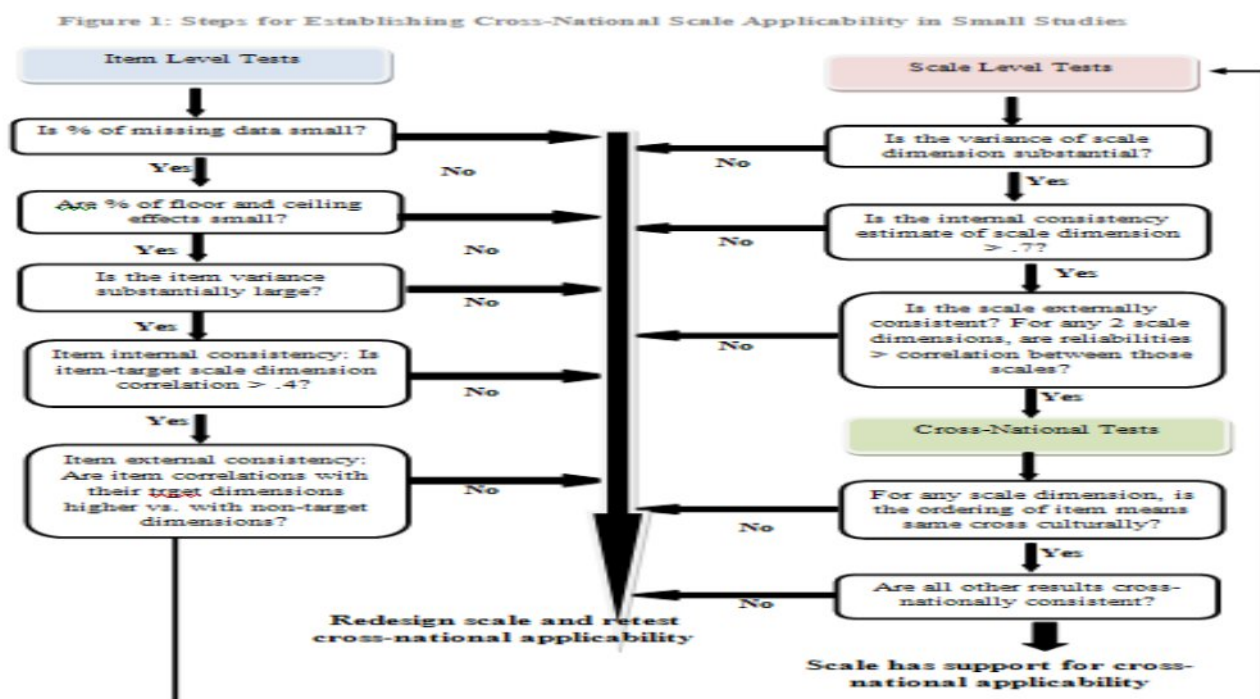 Figure 1: Steps for Establishing Cross-National Scale Applicability in Small Studies
Item Level Tests
Is % of missing data small?
No
Yes
Are % of floor and ceiling
effects small?
No
Yes
Is the item variance
substantially large?
No
Yes
Item internal consistency: Is
item-target scale dimension
correlation > .4?
No
Yes
Item external consistency:
Are item correlations with
their trget dimensions
higher vs. with non-target
dimensions?
No
Redesign scale and retest
cross-national applicability
Scale Level Tests
Is the variance of scale
dimension substantial?
No
Yes
Is the internal consistency
estimate of scale dimension
> .7?
No
Yes
Is the scale externally
consistent? For any 2 scale
dimensions, are reliabilities
> correlation between those
scales?
No
Yes
Cross-National Tests
For any scale dimension, is
the ordering of item means
same cross culturally?
No
Yes
Are all other results cross-
nationally consistent?
No
Scale has support for cross-
national applicability